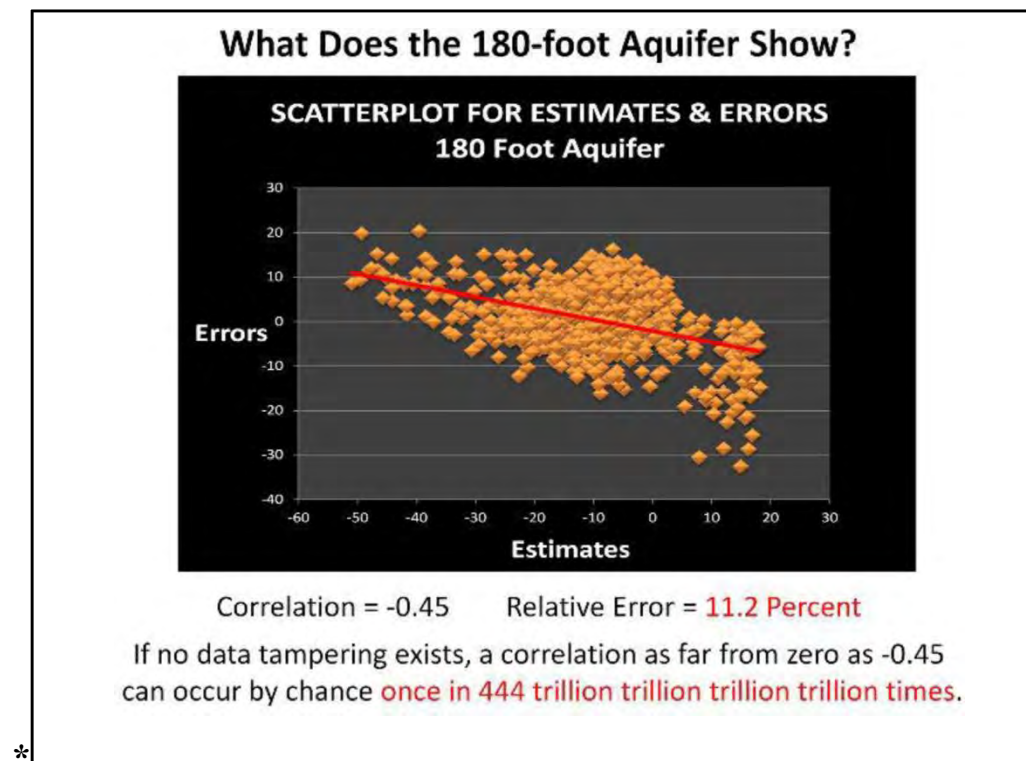 What Does the 180-foot Aquifer Show?
SCATTERPLOT FOR ESTIMATES & ERRORS
180 Foot Aquifer
30
20
10
0
-10
-20
-30
-40
Errors
-60 -50 -40 -30 -20 -10 0 10 20 30
Estimates
Correlation = -0.45 Relative Error = 11.2 Percent
If no data tampering exists, a correlation as far from zero as -0.45
can occur by chance once in 444 trillion trillion trillion trillion times.
*